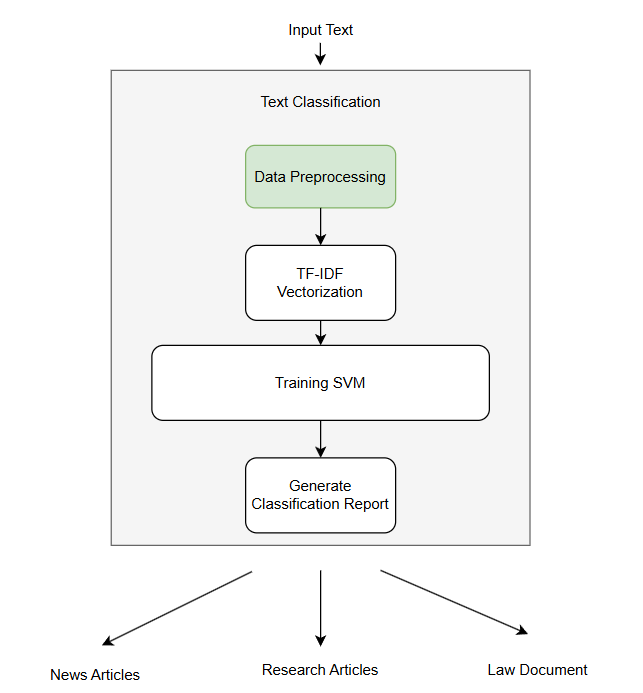 Input Text
Text Classification
Data Preprocessing
TF-IDF
Vectorization
Training SVM
Generate
Classification Report
News Articles
Research Articles
Law Document